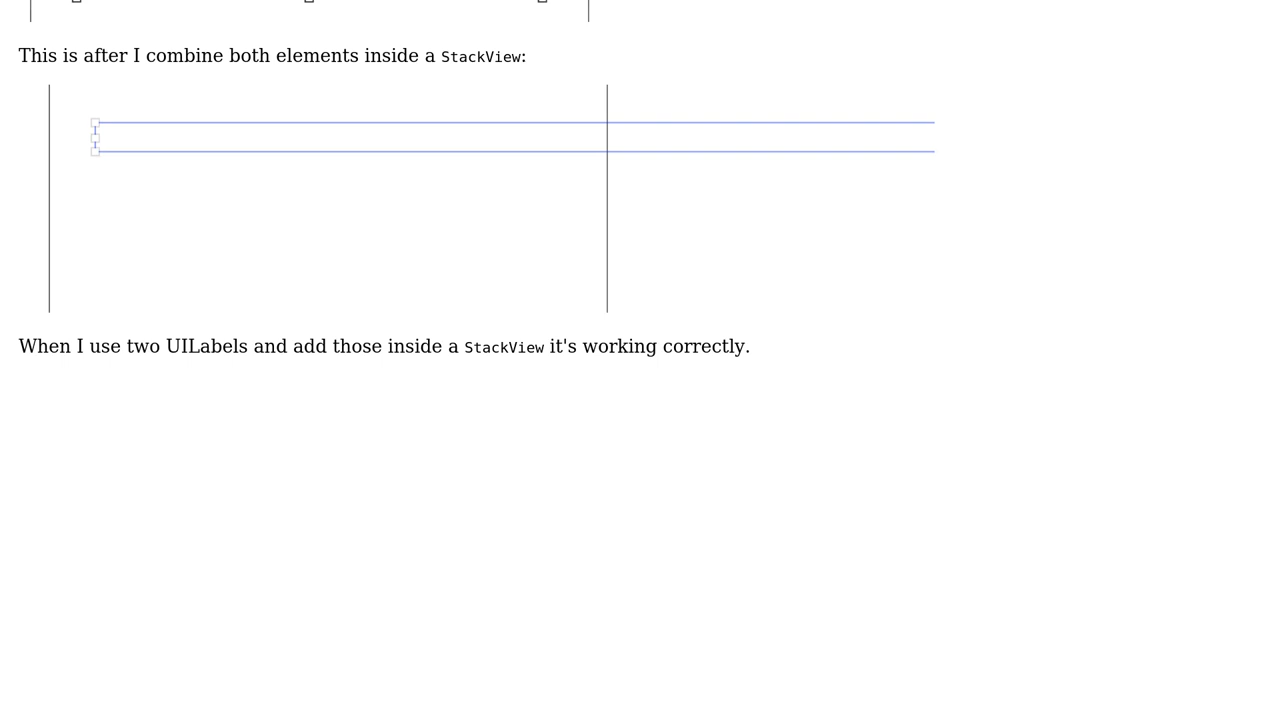 This is after I combine both elements inside a StackView:
When I use two UILabels and add those inside a StackView it's working correctly.